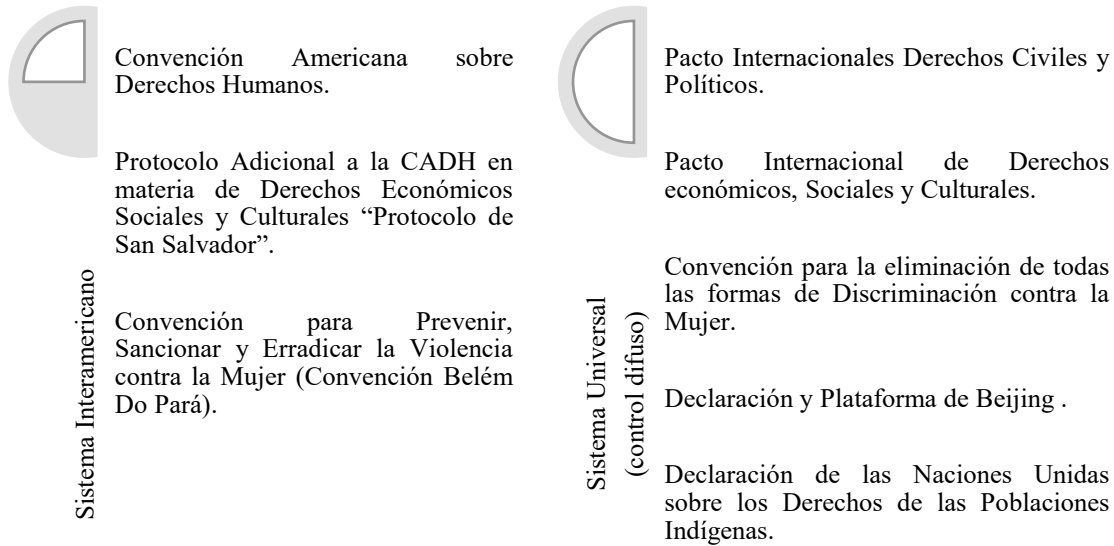 Convención Americana sobre
Derechos Humanos.
Protocolo Adicional a la CADH en
materia de Derechos Económicos
Sociales y Culturales “Protocolo de
San Salvador”.
Convención para Prevenir,
Sancionar y Erradicar la Violencia
contra la Mujer (Convención Belém
Do Pará).
Sistema Interamericano
Pacto Internacionales Derechos Civiles y
Políticos.
Pacto Internacional de Derechos
económicos, Sociales y Culturales.
Convención para la eliminación de todas
las formas de Discriminación contra la
Mujer.
Declaración y Plataforma de Beijing .
Declaración de las Naciones Unidas
sobre los Derechos de las Poblaciones
Indígenas.
Sistema Universal
(control difuso)